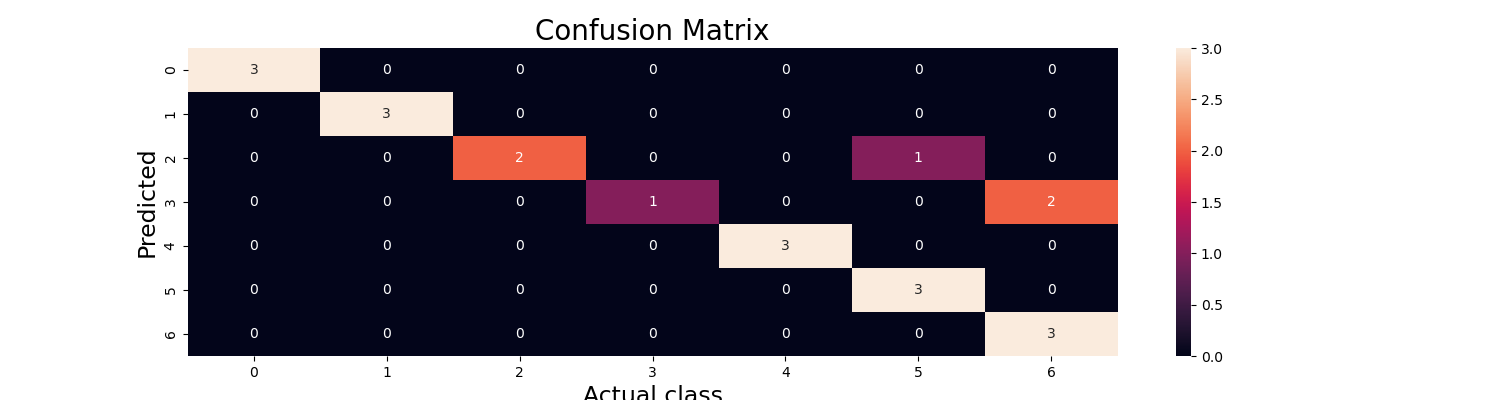 Confusion Matrix
0 3 0 0 0 0 0 0
1 0 3 0 0 0 0 0
2 0 0 2 0 0 1 0
3 0 0 0 1 0 0 2
4 0 0 0 0 3 0 0
5 0 0 0 0 0 3 0
6 0 0 0 0 0 0 3
0 1 2 3 4 5 6
Predicted
Actual class
3.0
2.5
2.0
1.5
1.0
0.5
0.0